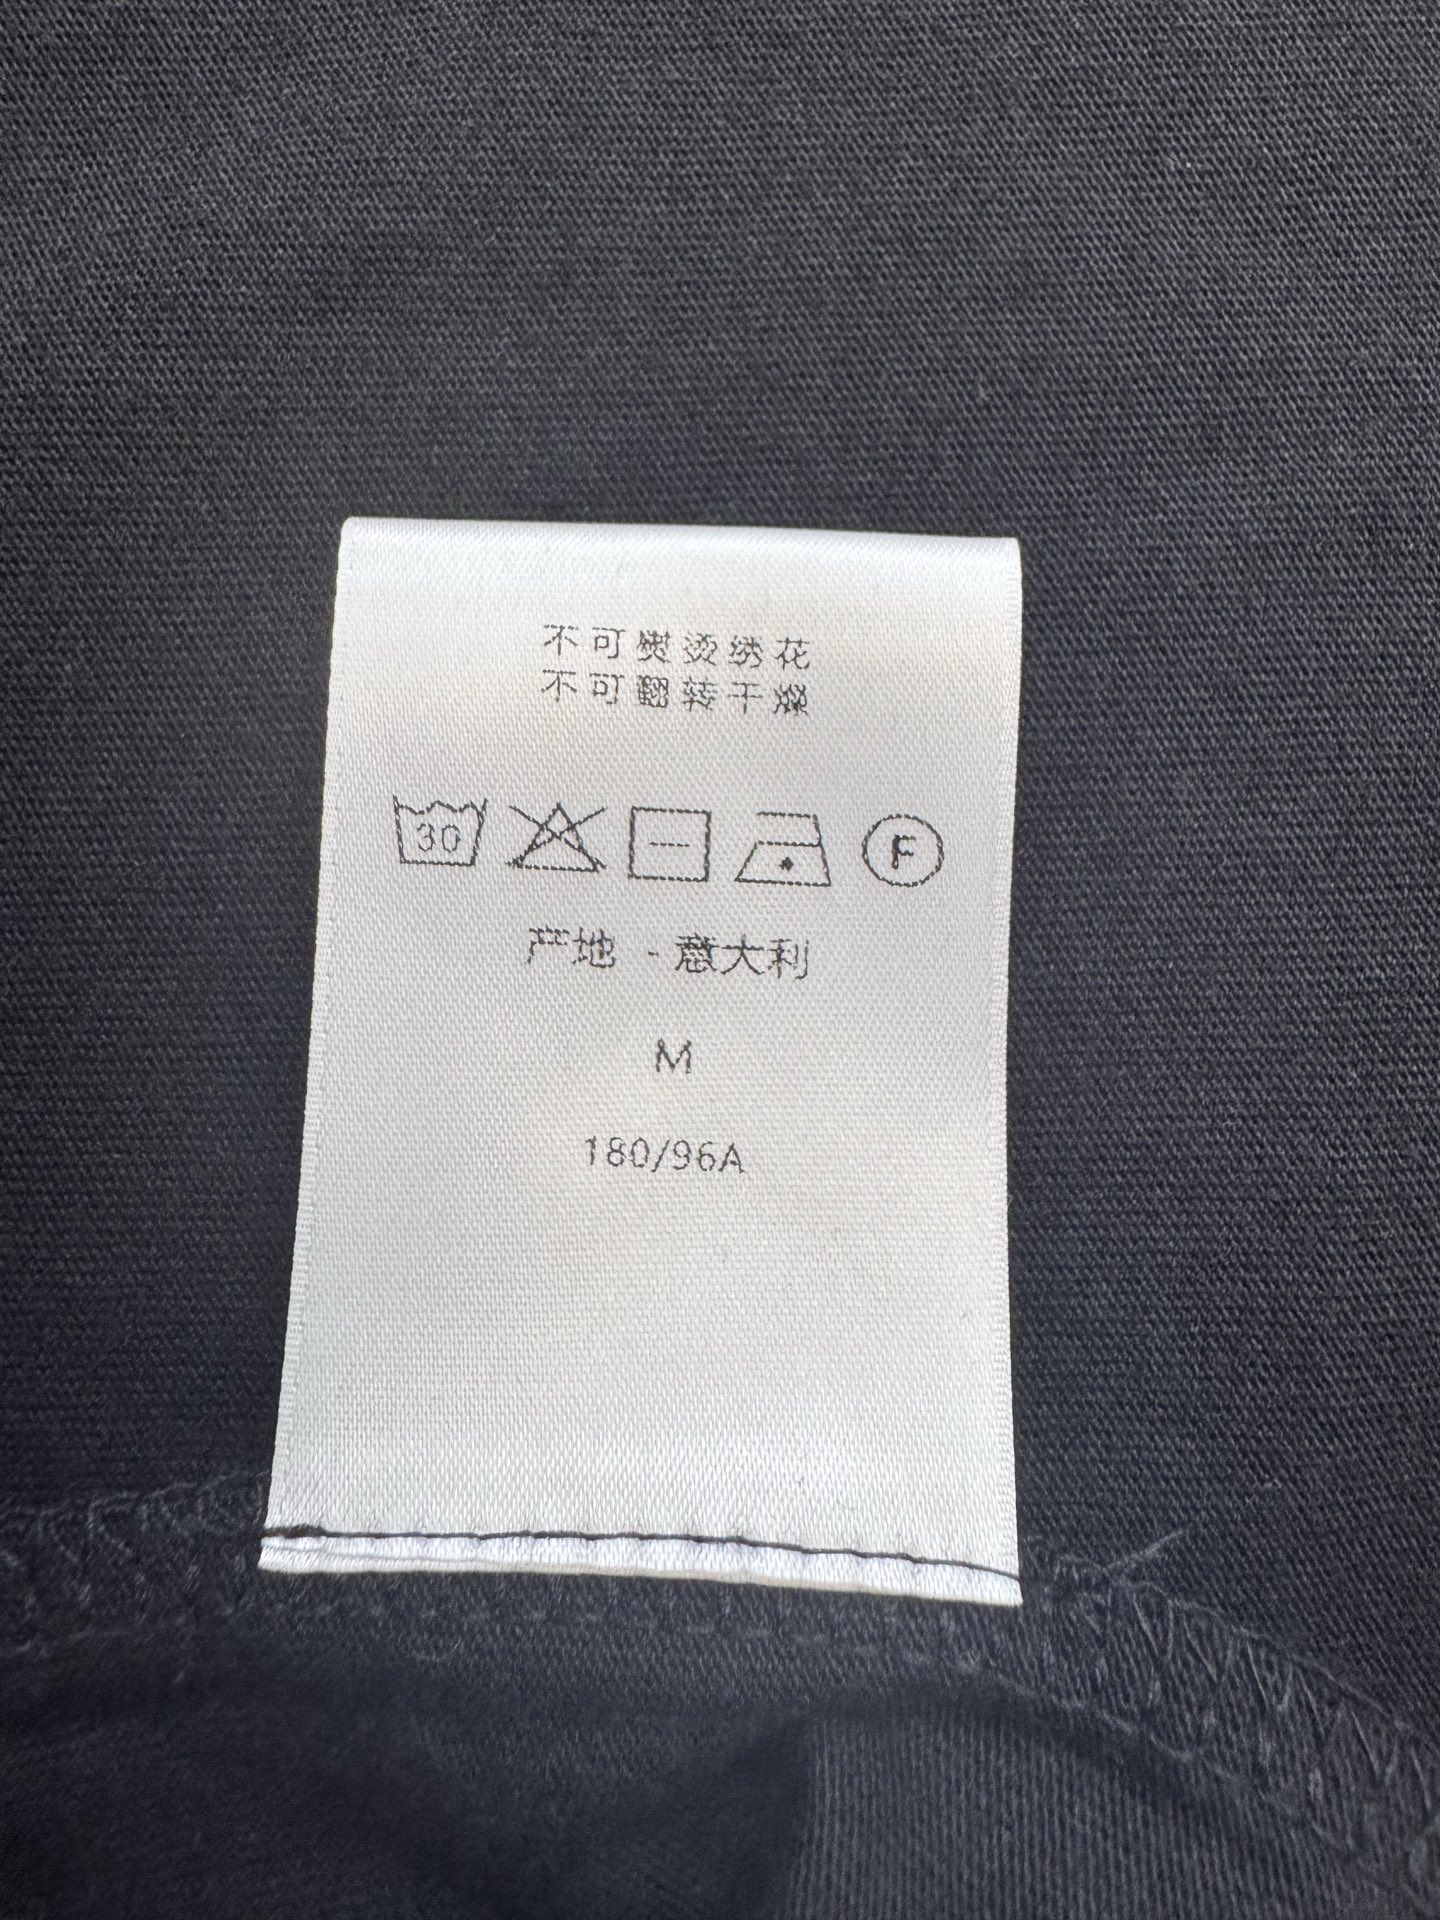 不可熨烫绣花
不可翻转干燥
30 F
产地 - 意大利
M
180/96A